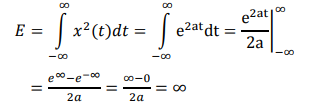 E = ∫_{-∞}^{∞} x²(t)dt = ∫_{-∞}^{∞} e^{2at} dt = e^{2at}/2a |_{-∞}^{∞}
= (e^{∞}−e^{−∞})/2a = (∞−0)/2a = ∞